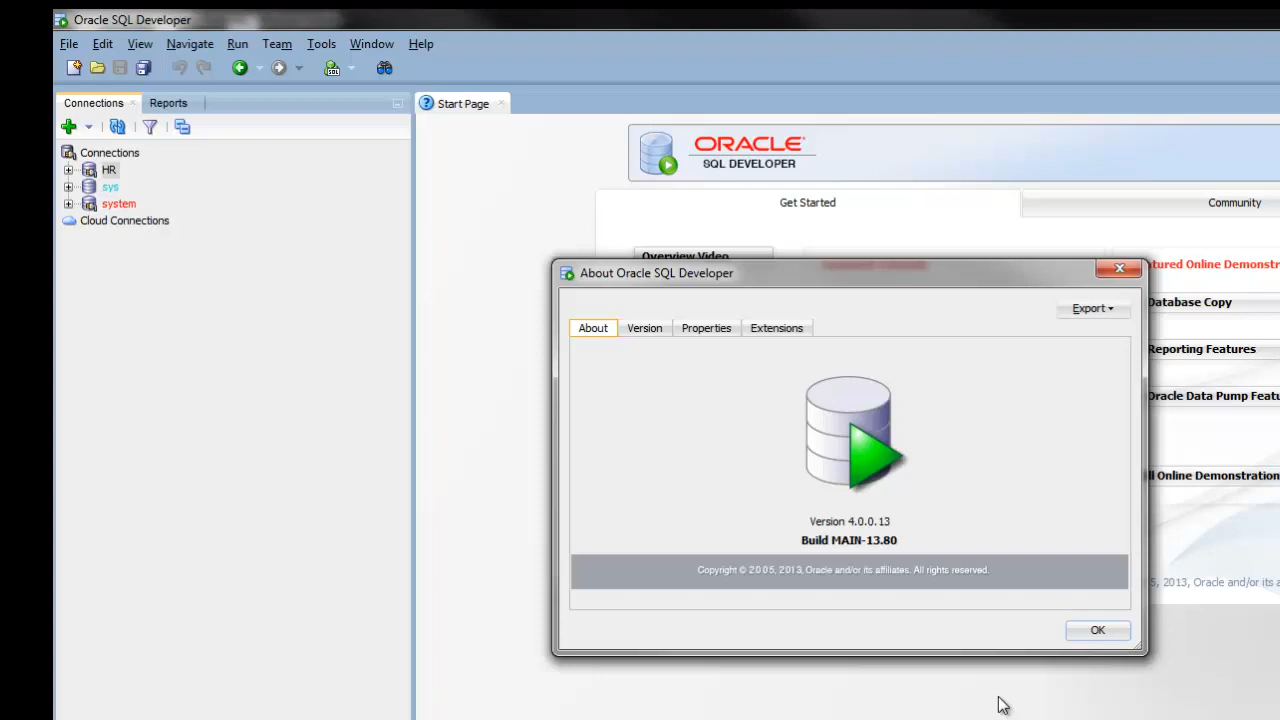 Oracle SQL Developer
File Edit View Navigate Run Team Tools Window Help
Connections Reports
Start Page
Connections
HR
sys
system
Cloud Connections
ORACLE
SQL DEVELOPER
Get Started
Community
Overview Video
tured Online Demonstr
Database Copy
Reporting Features
Oracle Data Pump Featu
ll Online Demonstration
5, 2013, Oracle and/or its a
About Oracle SQL Developer
Export
About Version Properties Extensions
Version 4.0.0.13
Build MAIN-13.80
Copyright © 2005, 2013, Oracle and/or its affiliates. All rights reserved.
OK